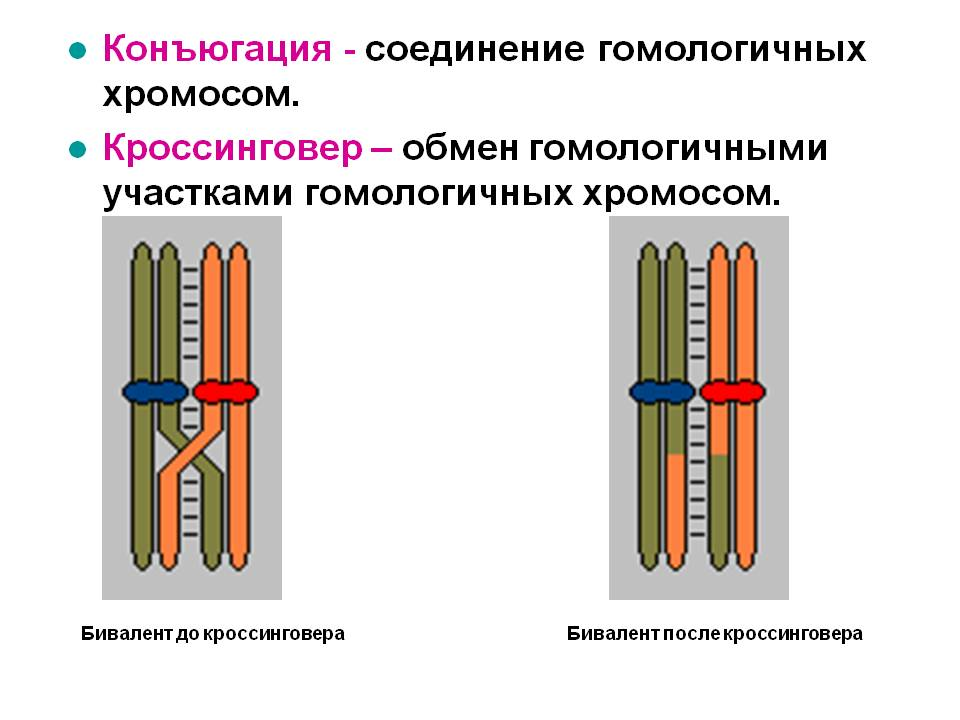 Конъюгация - соединение гомологичных
хромосом.
Кроссинговер – обмен гомологичными
участками гомологичных хромосом.
Бивалент до кроссинговера
Бивалент после кроссинговера